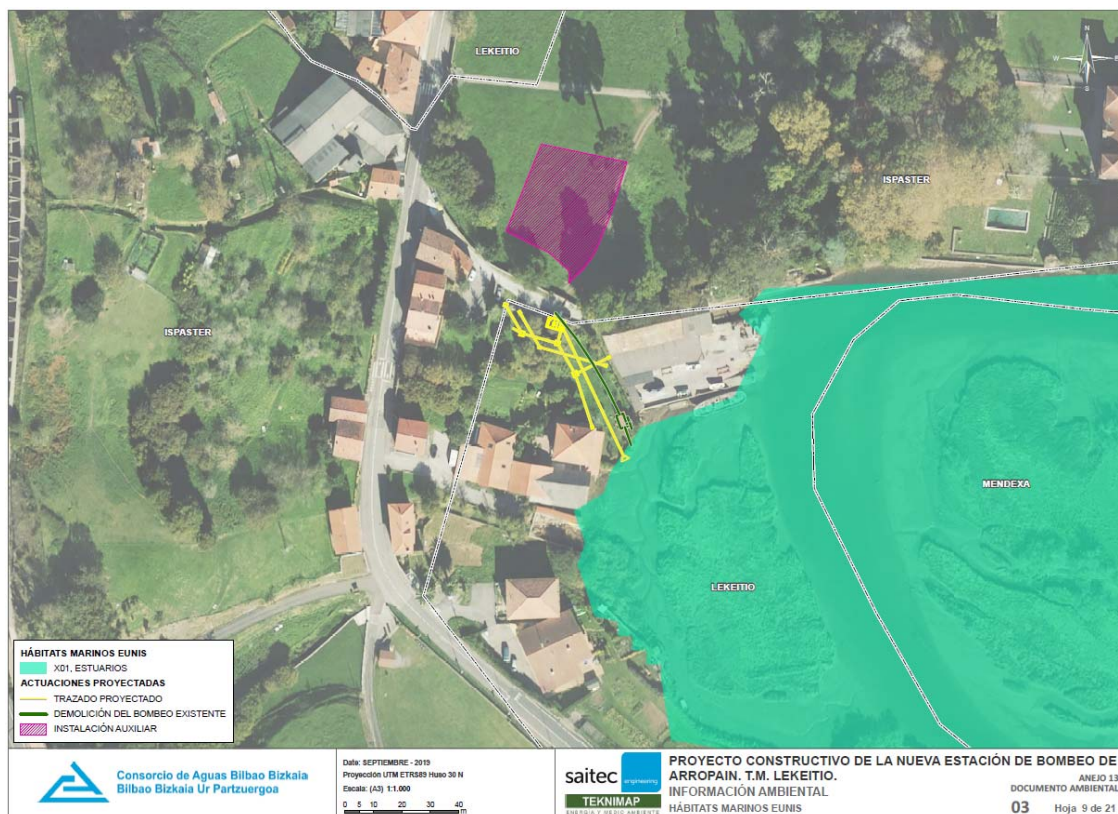 LEKEITIO
N
W
E
S
ISPASTER
ISPASTER
MENDEXA
LEKEITIO
HÁBITATS MARINOS EUNIS
X01, ESTUARIOS
ACTUACIONES PROYECTADAS
TRAZADO PROYECTADO
DEMOLICIÓN DEL BOMBEO EXISTENTE
INSTALACIÓN AUXILIAR
Consorcio de Aguas Bilbao Bizkaia
Bilbao Bizkaia Ur Partzuergoa
Date: SEPTIEMBRE - 2019
Proyección UTM ETRS89 Huso 30 N
Escala: (A3) 1:1.000
0 5 10 20 30 40
m
saitec engineering
TEKNIMAP
ENERGÍA Y MEDIO AMBIENTE
PROYECTO CONSTRUCTIVO DE LA NUEVA ESTACIÓN DE BOMBEO DE
ARROPAIN. T.M. LEKEITIO.
INFORMACIÓN AMBIENTAL
HÁBITATS MARINOS EUNIS
ANEJO 13
DOCUMENTO AMBIENTAL
03 Hoja 9 de 21